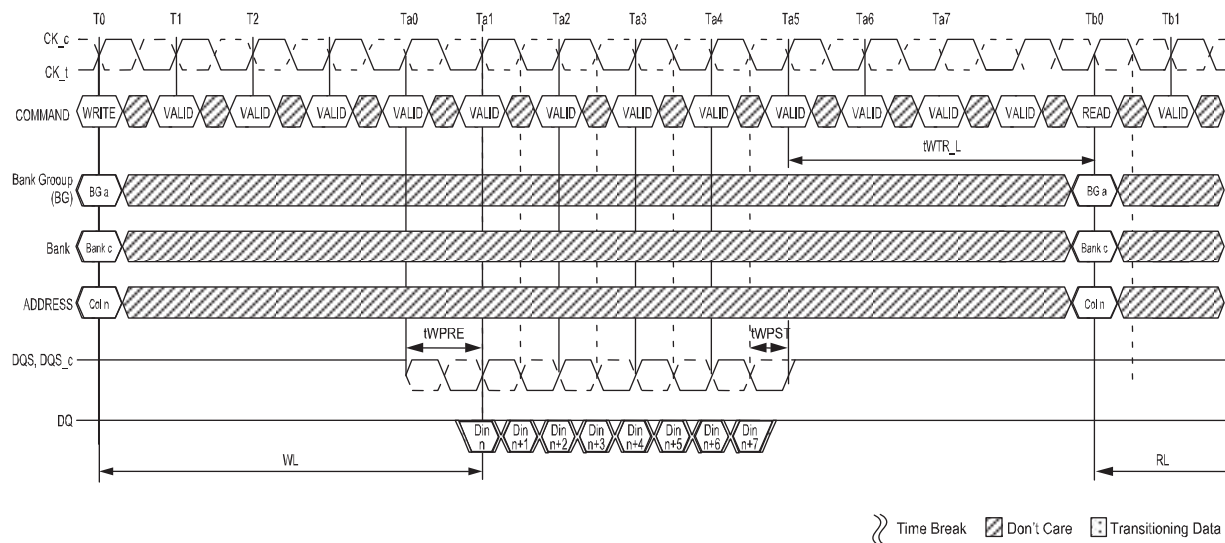 T0 T1 T2 Ta0 Ta1 Ta2 Ta3 Ta4 Ta5 Ta6 Ta7 Tb0 Tb1
CK_c
CK_t
COMMAND WRITE VALID VALID VALID VALID VALID VALID VALID VALID VALID VALID VALID VALID READ VALID
tWTR_L
Bank Grooup
(BG)
BG a BG a
Bank Bank c Bank c
ADDRESS Col n Col n
tWPRE tWPST
DQS, DQS_c
DQ
Din Din Din Din Din Din Din Din
n n+1 n+2 n+3 n+4 n+5 n+6 n+7
WL RL
Time Break Don't Care Transitioning Data